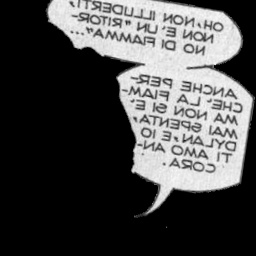 OH, NON ILLUDERTI,
NON E' UN "RITOR-
NO DI FIAMMA"...
ANCHE PER-
CHE' LA FIAM-
MA NON SI E'
MAI SPENTA,
DYLAN, E IO
TI AMO AN-
CORA.